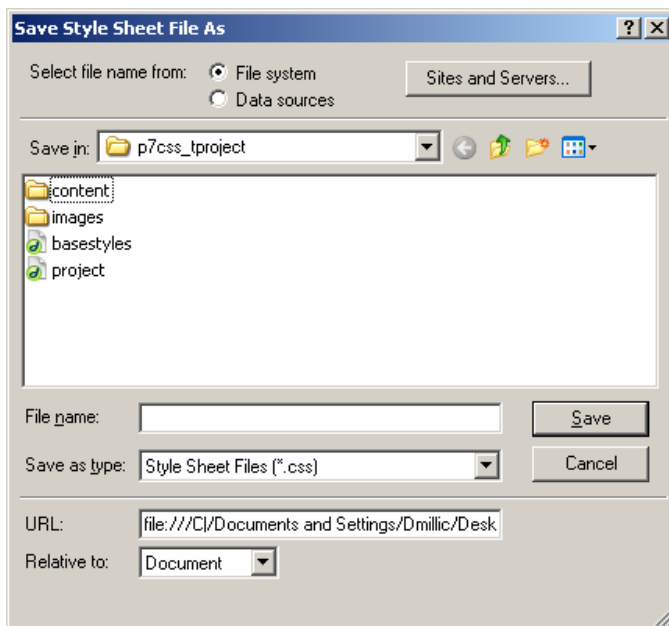 Save Style Sheet File As
Select file name from: File system Sites and Servers...
Data sources
Save in: p7css_tproject
content
images
basestyles
project
File name: Save
Save as type: Style Sheet Files (*.css) Cancel
URL: file:///C|/Documents and Settings/Dmillic/Desk
Relative to: Document